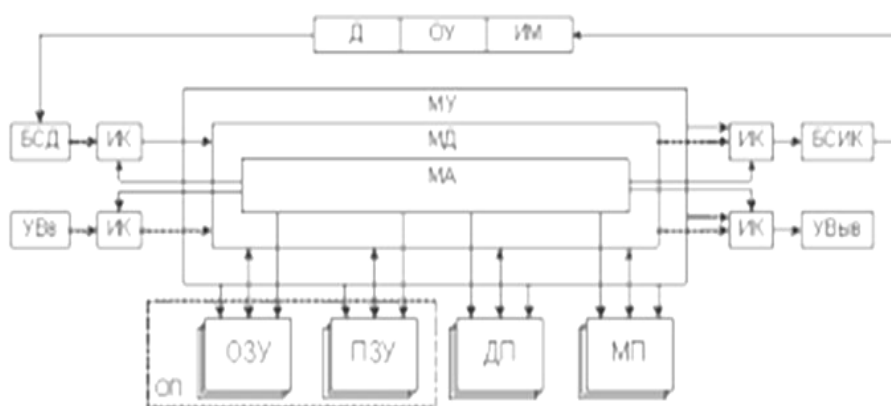 Д ОУ ИМ
МУ
БСД ИК МД ИК БСИК
МА
УВв ИК ИК УВыв
ОЗУ ПЗУ ДП МП
ОП